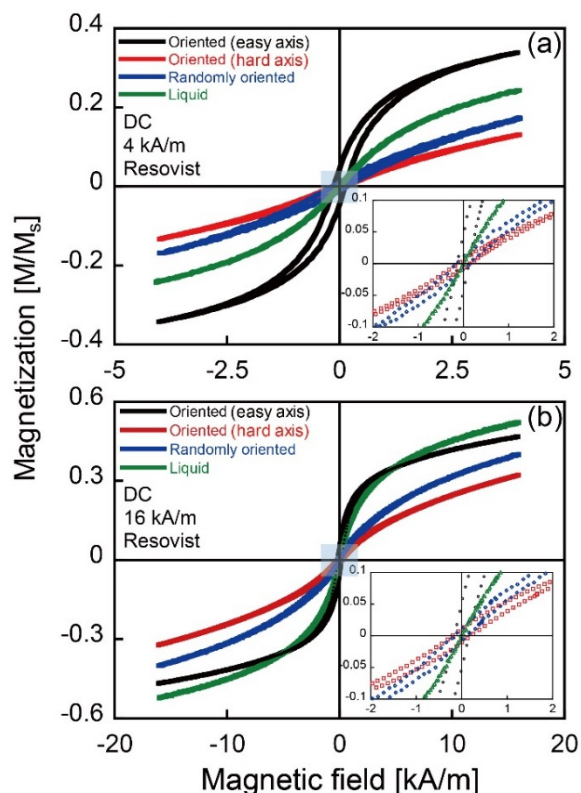 0.4
Oriented (easy axis)
(a)
Oriented (hard axis)
Randomly oriented
Liquid
0.2
DC
4 kA/m
Resovist
0
0.1
0.05
0
-0.05
-0.1
-2 -1 0 1 2
-0.2
-0.4
-5 -2.5 0 2.5 5
Magnetization [M/Ms]
0.6
Oriented (easy axis)
(b)
Oriented (hard axis)
Randomly oriented
Liquid
0.3
DC
16 kA/m
Resovist
0
0.1
0.05
0
-0.05
-0.1
-2 -1 0 1 2
-0.3
-0.6
-20 -10 0 10 20
Magnetic field [kA/m]